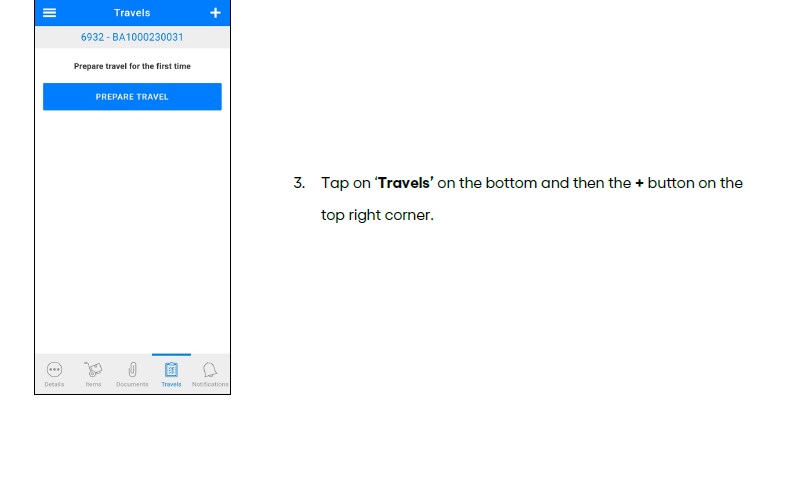 Travels +
6932 - BA1000230031
Prepare travel for the first time
PREPARE TRAVEL
Details Items Documents Travels Notifications
3. Tap on ‘Travels’ on the bottom and then the + button on the
top right corner.